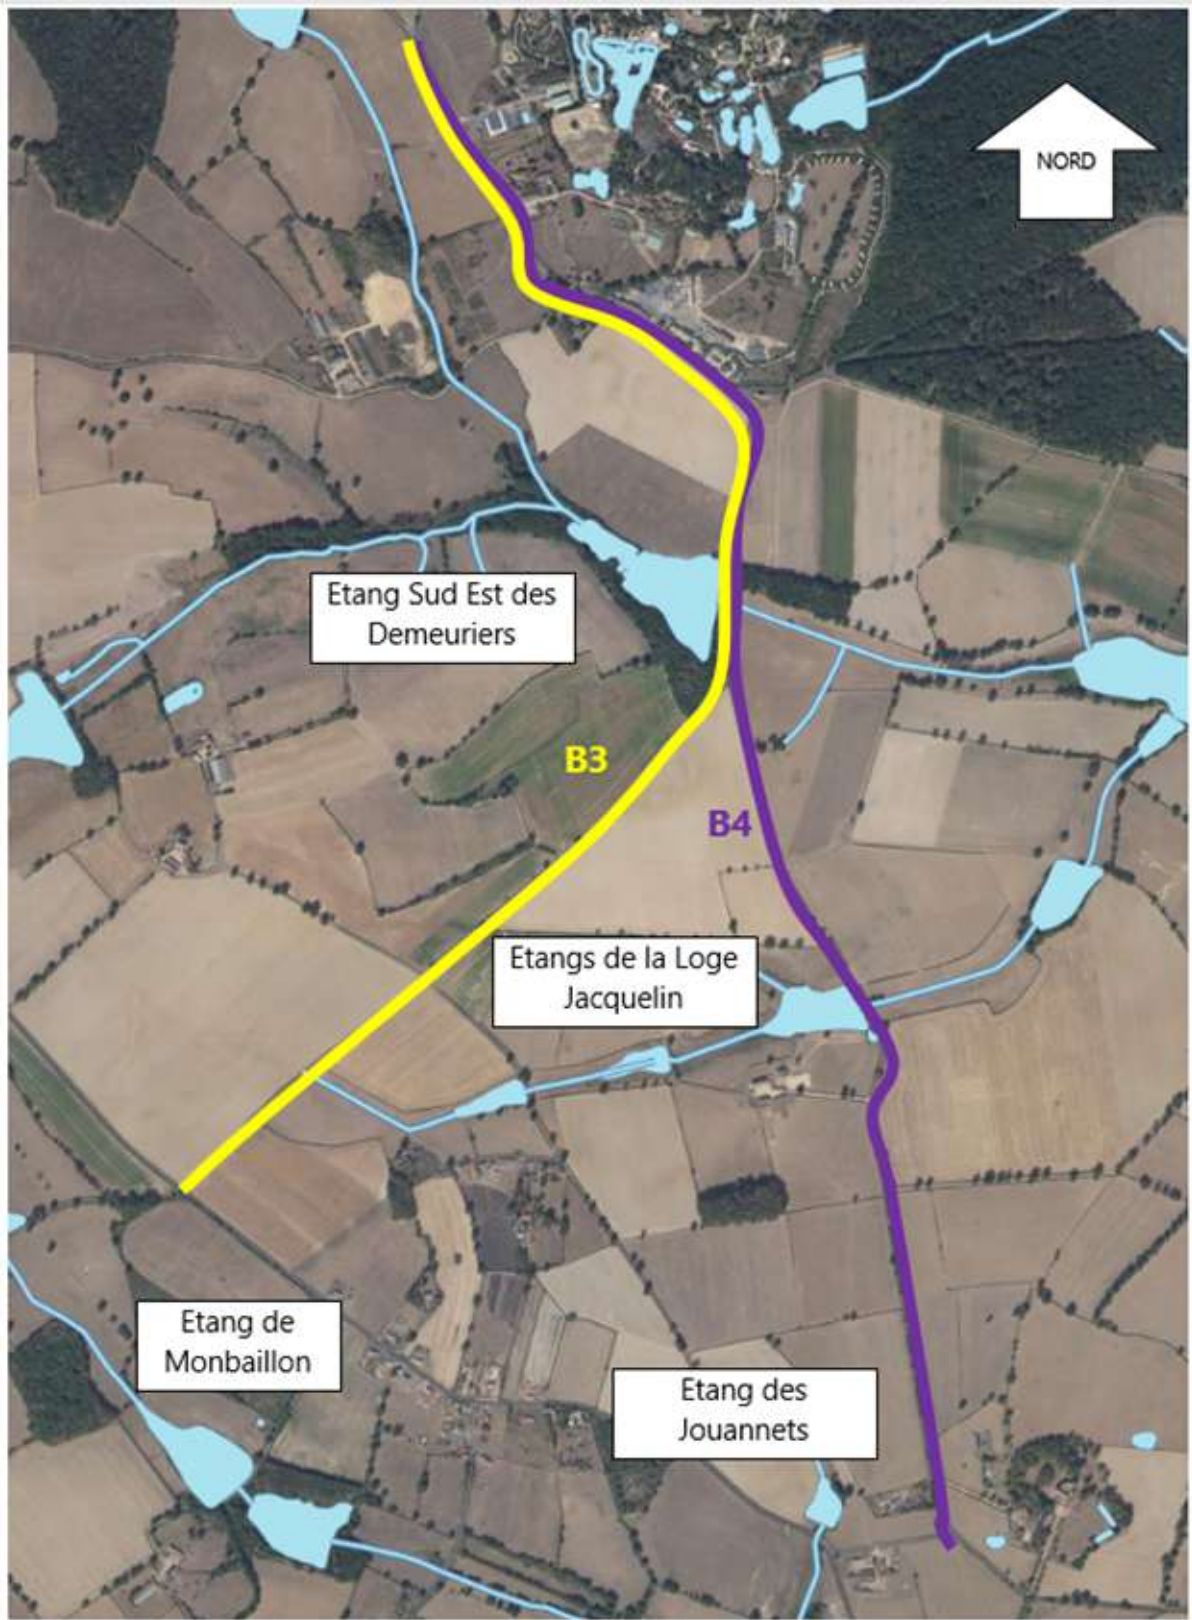 NORD
Etang Sud Est des
Demeuriers
B3
B4
Etangs de la Loge
Jacquelin
Etang de
Monbaillon
Etang des
Jouannets